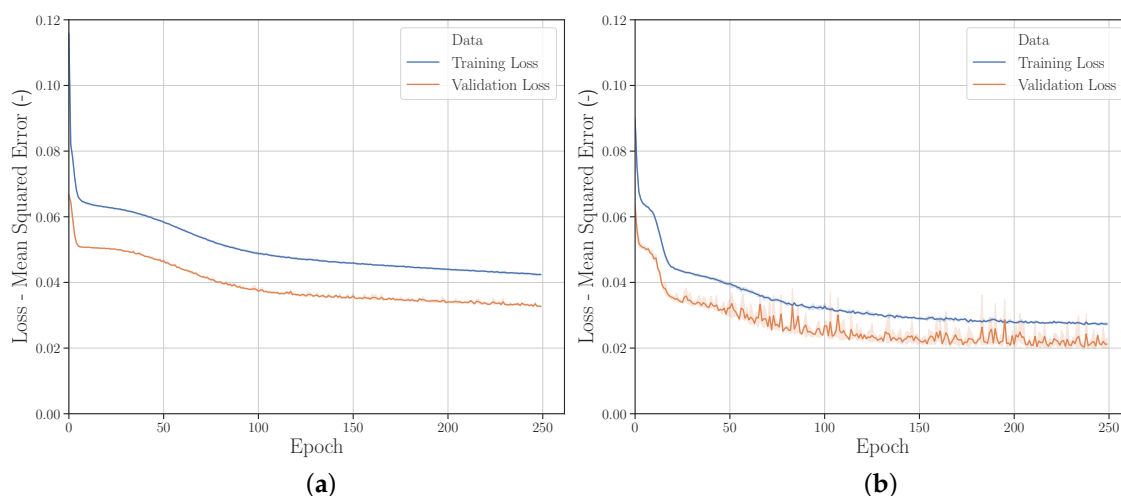 0.12
0.10
0.08
0.06
0.04
0.02
0.00
Loss - Mean Squared Error (-)
Data
Training Loss
Validation Loss
0 50 100 150 200 250
Epoch
(a)
0.12
0.10
0.08
0.06
0.04
0.02
0.00
Loss - Mean Squared Error (-)
Data
Training Loss
Validation Loss
0 50 100 150 200 250
Epoch
(b)